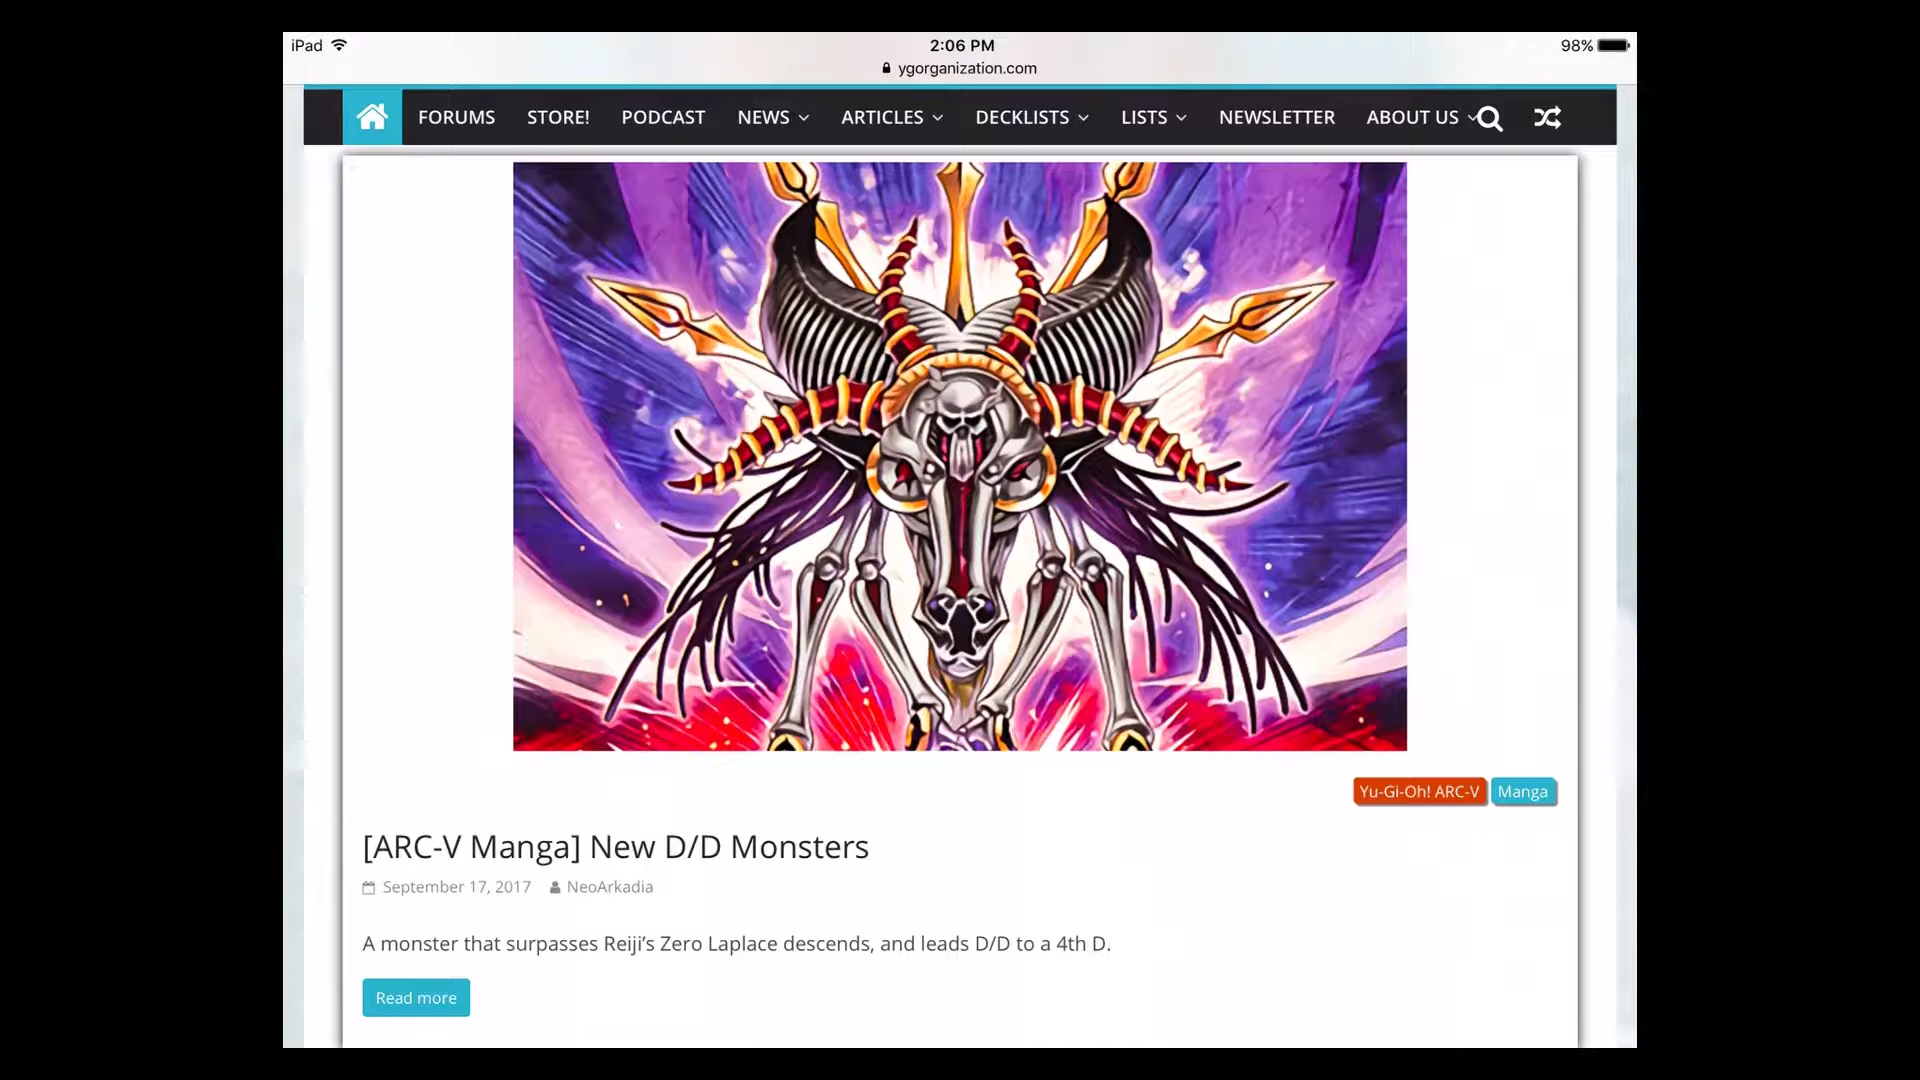 iPad 2:06 PM 98%
ygorganization.com
FORUMS STORE! PODCAST NEWS ARTICLES DECKLISTS LISTS NEWSLETTER ABOUT US
Yu-Gi-Oh! ARC-V Manga
[ARC-V Manga] New D/D Monsters
September 17, 2017 NeoArkadia
A monster that surpasses Reiji’s Zero Laplace descends, and leads D/D to a 4th D.
Read more